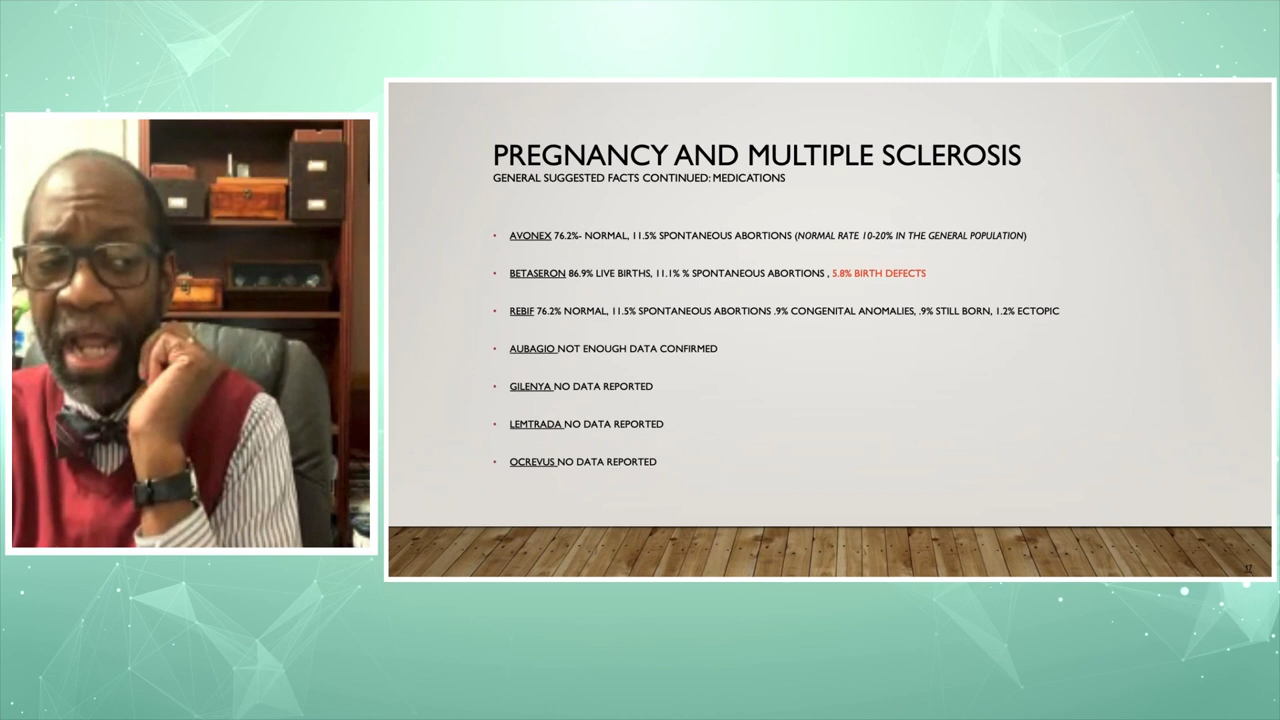 PREGNANCY AND MULTIPLE SCLEROSIS
GENERAL SUGGESTED FACTS CONTINUED: MEDICATIONS
• AVONEX 76.2%- NORMAL, 11.5% SPONTANEOUS ABORTIONS (NORMAL RATE 10-20% IN THE GENERAL POPULATION)
• BETASERON 86.9% LIVE BIRTHS, 11.1% % SPONTANEOUS ABORTIONS , 5.8% BIRTH DEFECTS
• REBIF 76.2% NORMAL, 11.5% SPONTANEOUS ABORTIONS .9% CONGENITAL ANOMALIES, .9% STILL BORN, 1.2% ECTOPIC
• AUBAGIO NOT ENOUGH DATA CONFIRMED
• GILENYA NO DATA REPORTED
• LEMTRADA NO DATA REPORTED
• OCREVUS NO DATA REPORTED
17